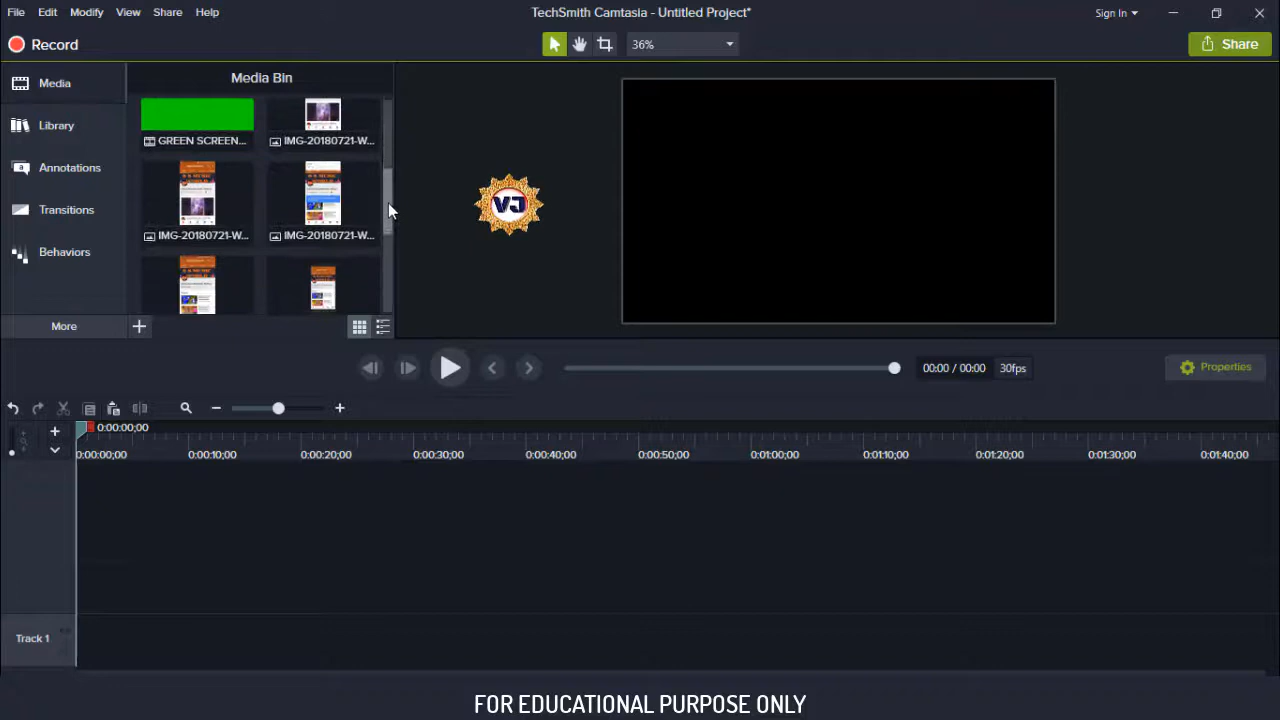 File Edit Modify View Share Help
TechSmith Camtasia - Untitled Project*
Sign In
Record
36%
Share
Media
Media Bin
Library
GREEN SCREEN...
IMG-20180721-W...
Annotations
Transitions
VJ
IMG-20180721-W...
IMG-20180721-W...
Behaviors
More
00:00 / 00:00
30fps
Properties
0:00:00;00
0:00:00;00 0:00:10;00 0:00:20;00 0:00:30;00 0:00:40;00 0:00:50;00 0:01:00;00 0:01:10;00 0:01:20;00 0:01:30;00 0:01:40;00
Track 1
FOR EDUCATIONAL PURPOSE ONLY